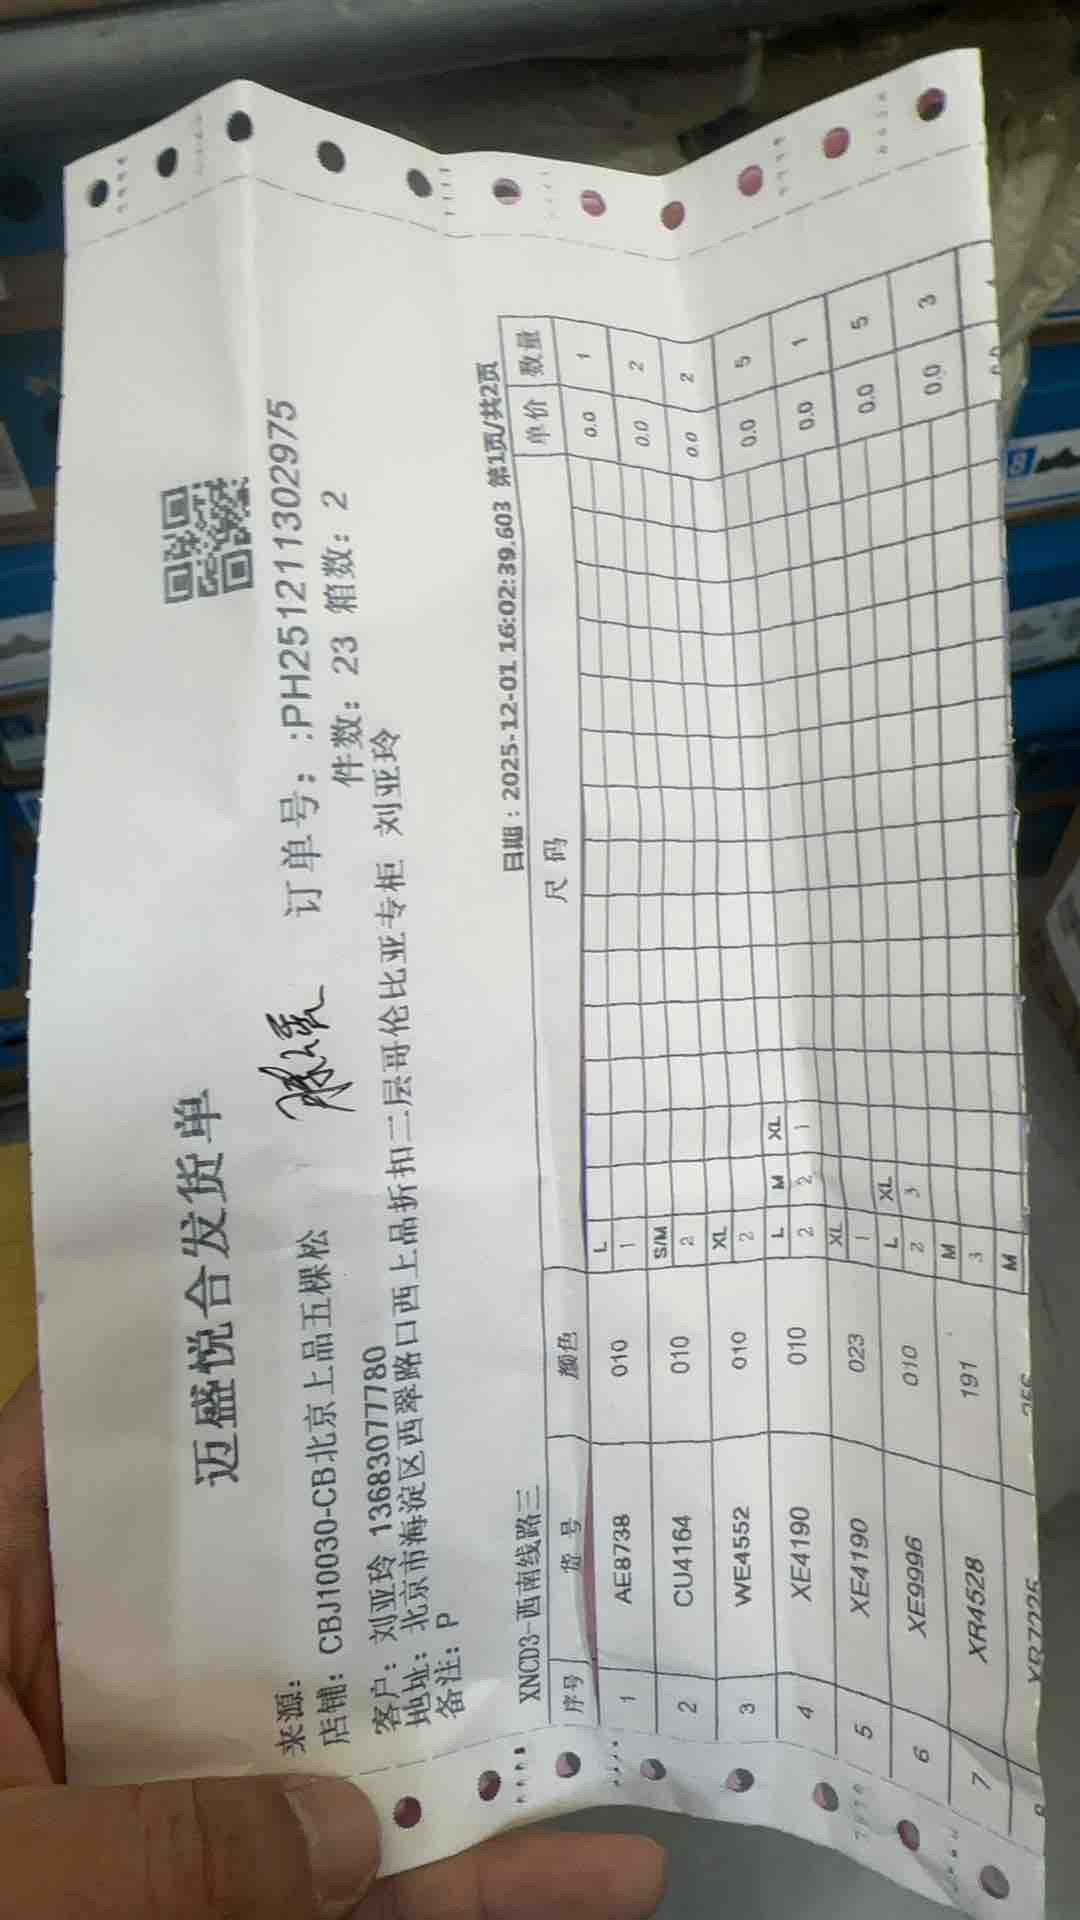 迈盛悦合发货单
来源:
店铺: CBJ10030-CB北京上品五棵松
订单号: :PH251211302975
客户: 刘亚玲 13683077780
件数: 23 箱数: 2
地址: 北京市海淀区西翠路口西上品折扣二层哥伦比亚专柜 刘亚玲
备注: P
XNCD3-西南线路三
日期: 2025-12-01 16:02:39.603 第1页/共2页
序号 货号 颜色 尺码 单价 数量
L
1 AE8738 010 1 0.0 1
S/M
2 CU4164 010 2 0.0 2
XL
3 WE4552 010 2 0.0 2
L M XL
4 XE4190 010 2 2 1 0.0 5
XL
5 XE4190 023 1 0.0 1
L XL
6 XE9996 010 2 3 0.0 5
M
7 XR4528 191 3 0.0 3
M